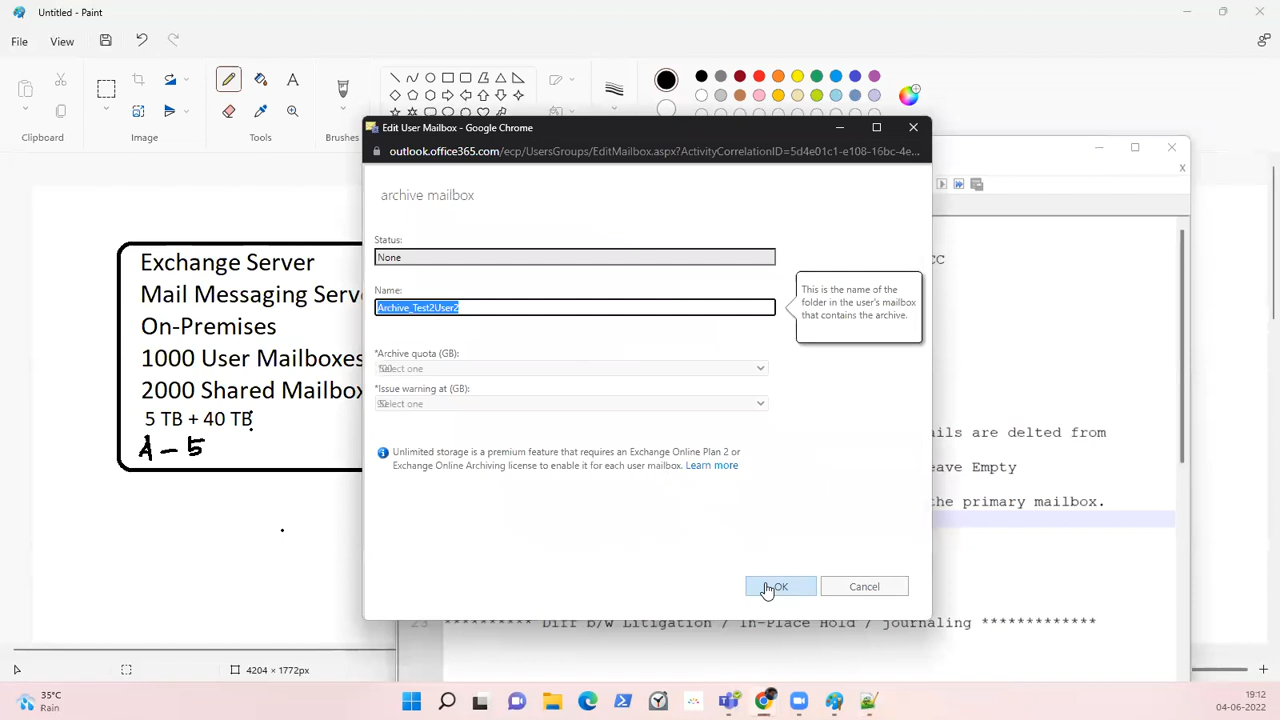 Untitled - Paint
File
View
Clipboard
Image
Tools
Brushes
Edit User Mailbox - Google Chrome
outlook.office365.com/ecp/UsersGroups/EditMailbox.aspx?ActivityCorrelationID=5d4e01c1-e108-16bc-4e...
archive mailbox
Status:
None
Name:
Archive_Test2User2
This is the name of the
folder in the user's mailbox
that contains the archive.
*Archive quota (GB):
Select one
*Issue warning at (GB):
Select one
Unlimited storage is a premium feature that requires an Exchange Online Plan 2 or
Exchange Online Archiving license to enable it for each user mailbox. Learn more
OK
Cancel
Exchange Server
Mail Messaging Serve
On-Premises
1000 User Mailboxes
2000 Shared Mailbox
5 TB + 40 TB
A - 5
CC
ails are delted from
eave Empty
the primary mailbox.
23 ********** Diff b/w Litigation / In-Place Hold / journaling *************
4204 × 1772px
35°C
Rain
19:12
04-06-2022